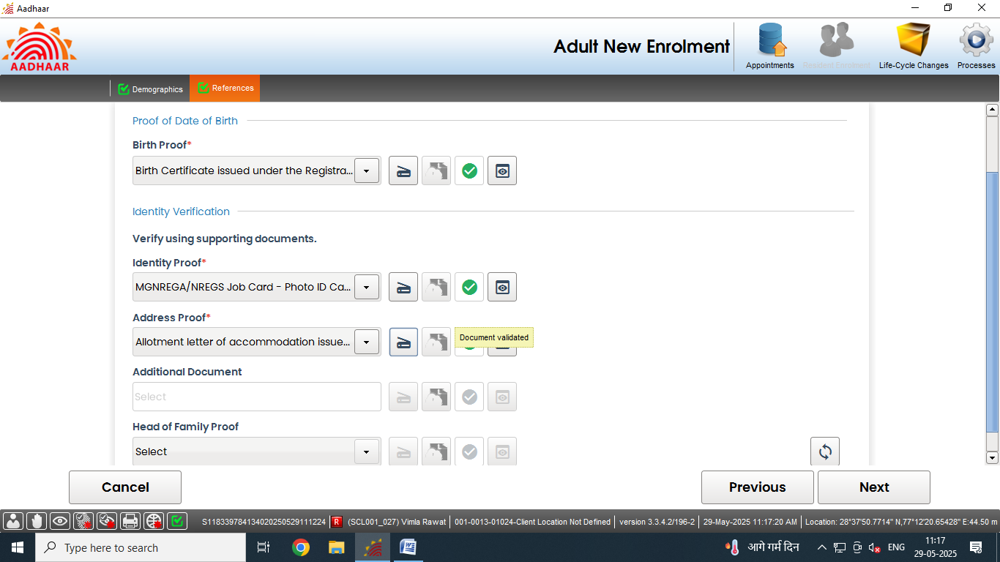 Aadhaar
AADHAAR
Adult New Enrolment
Appointments
Resident Enrolment
Life-Cycle Changes
Processes
Demographics
References
Proof of Date of Birth
Birth Proof*
Birth Certificate issued under the Registra...
Identity Verification
Verify using supporting documents.
Identity Proof*
MGNREGA/NREGS Job Card - Photo ID Ca...
Address Proof*
Allotment letter of accommodation issue...
Document validated
Additional Document
Select
Head of Family Proof
Select
Cancel
Previous
Next
S118339784134020250529111224
R
(SCL001_027) Vimla Rawat
001-0013-01024-Client Location Not Defined
version 3.3.4.2/196-2
29-May-2025 11:17:20 AM
Location: 28°37'50.7714" N,77°12'20.65428" E:44.50 m
Type here to search
आगे गर्म दिन
ENG
11:17
29-05-2025